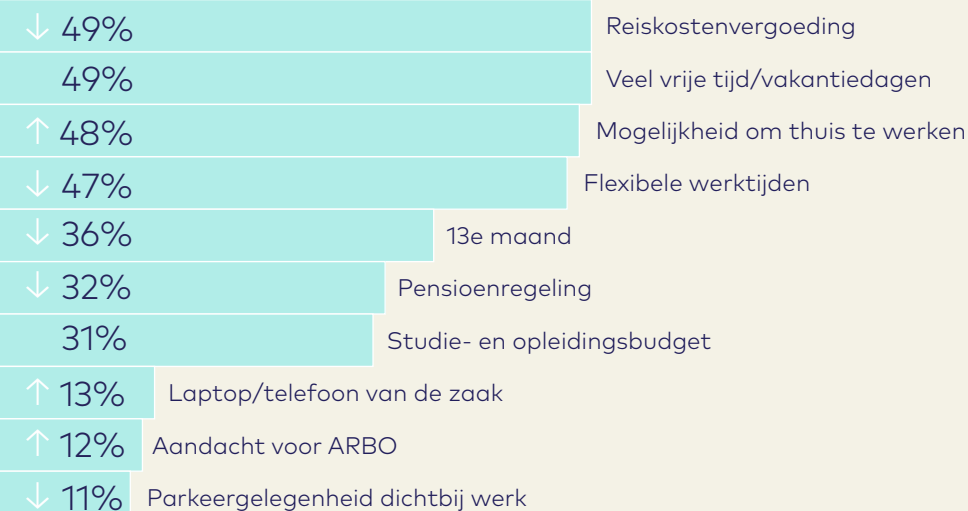 ↓ 49% Reiskostenvergoeding
49% Veel vrije tijd/vakantiedagen
↑ 48% Mogelijkheid om thuis te werken
↓ 47% Flexibele werktijden
↓ 36% 13e maand
↓ 32% Pensioenregeling
31% Studie- en opleidingsbudget
↑ 13% Laptop/telefoon van de zaak
↑ 12% Aandacht voor ARBO
↓ 11% Parkeergelegenheid dichtbij werk